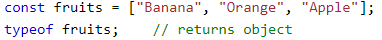 const fruits = ["Banana", "Orange", "Apple"];
typeof fruits;    // returns object